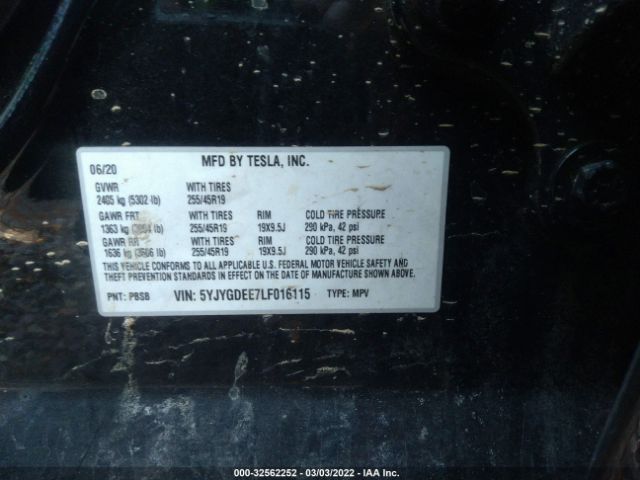 06/20 MFD BY TESLA, INC.
GVWR WITH TIRES
2405 kg (5302 lb) 255/45R19
GAWR FRT WITH TIRES RIM COLD TIRE PRESSURE
1363 kg lb) 255/45R19 19X9.5J 290 kPa, 42 psi
GAWR RR WITH TIRES RIM COLD TIRE PRESSURE
1636 kg (3606 lb) 255/45R19 19X9.5J 290 kPa, 42 psi
THIS VEHICLE CONFORMS TO ALL APPLICABLE U.S. FEDERAL MOTOR VEHICLE SAFETY AND
THEFT PREVENTION STANDARDS IN EFFECT ON THE DATE OF MANUFACTURE SHOWN ABOVE.
PNT: PBSB VIN: 5YJYGDEE7LF016115 TYPE: MPV
000-32562252 - 03/03/2022 - IAA Inc.